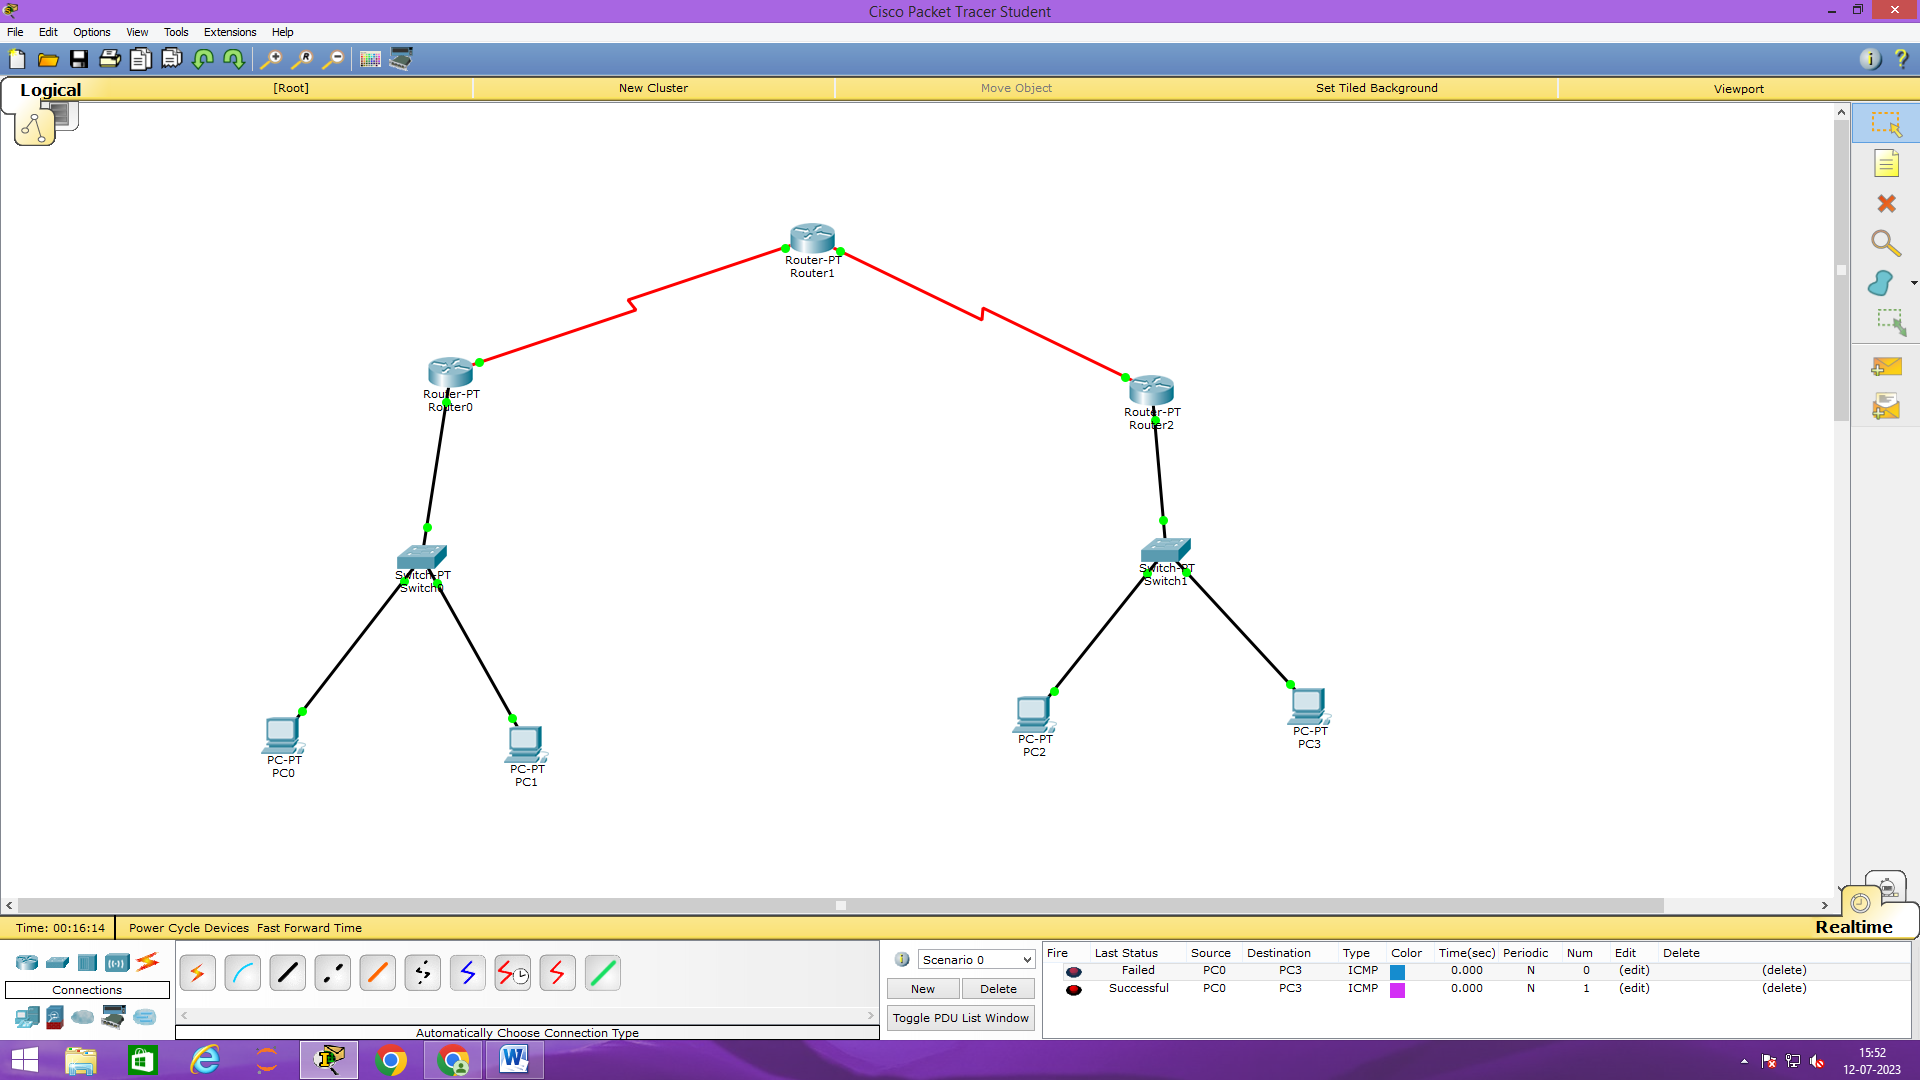 Cisco Packet Tracer Student
File Edit Options View Tools Extensions Help
Logical [Root] New Cluster Move Object Set Tiled Background Viewport
Router-PT
Router1
Router-PT
Router0
Router-PT
Router2
Switch-PT
Switch0
Switch-PT
Switch1
PC-PT
PC0
PC-PT
PC1
PC-PT
PC2
PC-PT
PC3
Realtime
Time: 00:16:14 Power Cycle Devices Fast Forward Time
Connections
Automatically Choose Connection Type
Scenario 0
New Delete
Toggle PDU List Window
Fire Last Status Source Destination Type Color Time(sec) Periodic Num Edit Delete
Failed PC0 PC3 ICMP 0.000 N 0 (edit) (delete)
Successful PC0 PC3 ICMP 0.000 N 1 (edit) (delete)
15:52
12-07-2023